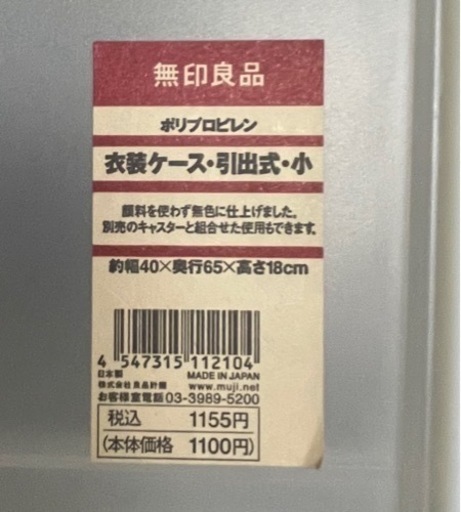 無印良品
ポリプロピレン
衣装ケース・引出式・小
顔料を使わず無色に仕上げました。
別売のキャスターと組合せた使用もできます。
約幅40×奥行65×高さ18cm
4 547315 112104
日本製 MADE IN JAPAN
株式会社 良品計画 www.muji.net
お客様室電話 03-3989-5200
税込 1155円
(本体価格 1100円)